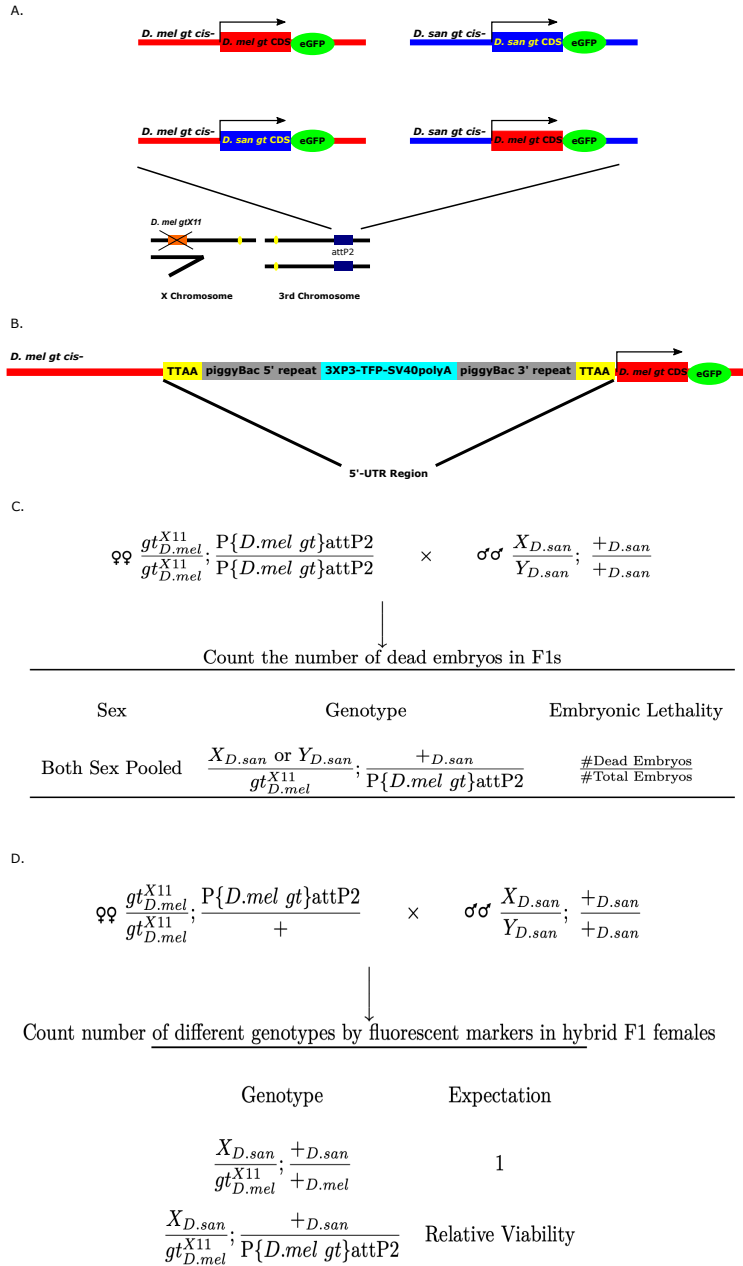 A.
D. mel gt cis- D. mel gt CDS eGFP D. san gt cis- D. san gt CDS eGFP
D. mel gt cis- D. san gt CDS eGFP D. san gt cis- D. mel gt CDS eGFP
D. mel gtX11
attP2
X Chromosome 3rd Chromosome
B.
D. mel gt cis-
TTAA piggyBac 5' repeat 3XP3-TFP-SV40polyA piggyBac 3' repeat TTAA D. mel gt CDS eGFP
5'-UTR Region
C.
♀♀ gt^{X11}_{D.mel} / gt^{X11}_{D.mel} ; P{D.mel gt}attP2 / P{D.mel gt}attP2 × ♂♂ X_{D.san} / Y_{D.san} ; +_{D.san} / +_{D.san}
Count the number of dead embryos in F1s
Sex Genotype Embryonic Lethality
Both Sex Pooled X_{D.san} or Y_{D.san} / gt^{X11}_{D.mel} ; +_{D.san} / P{D.mel gt}attP2 #Dead Embryos / #Total Embryos
D.
♀♀ gt^{X11}_{D.mel} / gt^{X11}_{D.mel} ; P{D.mel gt}attP2 / + × ♂♂ X_{D.san} / Y_{D.san} ; +_{D.san} / +_{D.san}
Count number of different genotypes by fluorescent markers in hybrid F1 females
Genotype Expectation
X_{D.san} / gt^{X11}_{D.mel} ; +_{D.san} / +_{D.mel} 1
X_{D.san} / gt^{X11}_{D.mel} ; +_{D.san} / P{D.mel gt}attP2 Relative Viability